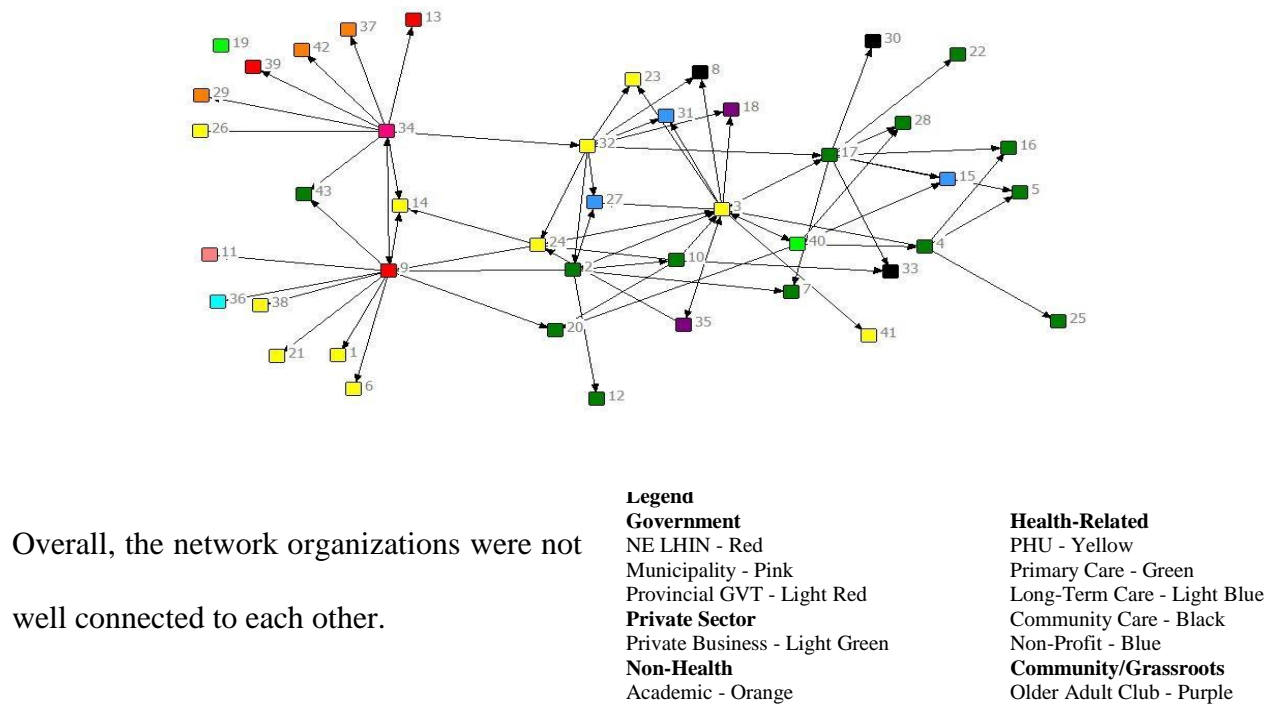 13
37
19
42
30
39
22
8
23
29
31
18
28
26
34
32
17
16
15
5
43
27
14
3
24
40
4
11
10
9
2
33
36
38
7
35
25
20
41
21
1
6
12
Legend
Government
NE LHIN - Red
Municipality - Pink
Provincial GVT - Light Red
Private Sector
Private Business - Light Green
Non-Health
Academic - Orange
Health-Related
PHU - Yellow
Primary Care - Green
Long-Term Care - Light Blue
Community Care - Black
Non-Profit - Blue
Community/Grassroots
Older Adult Club - Purple
Overall, the network organizations were not
well connected to each other.